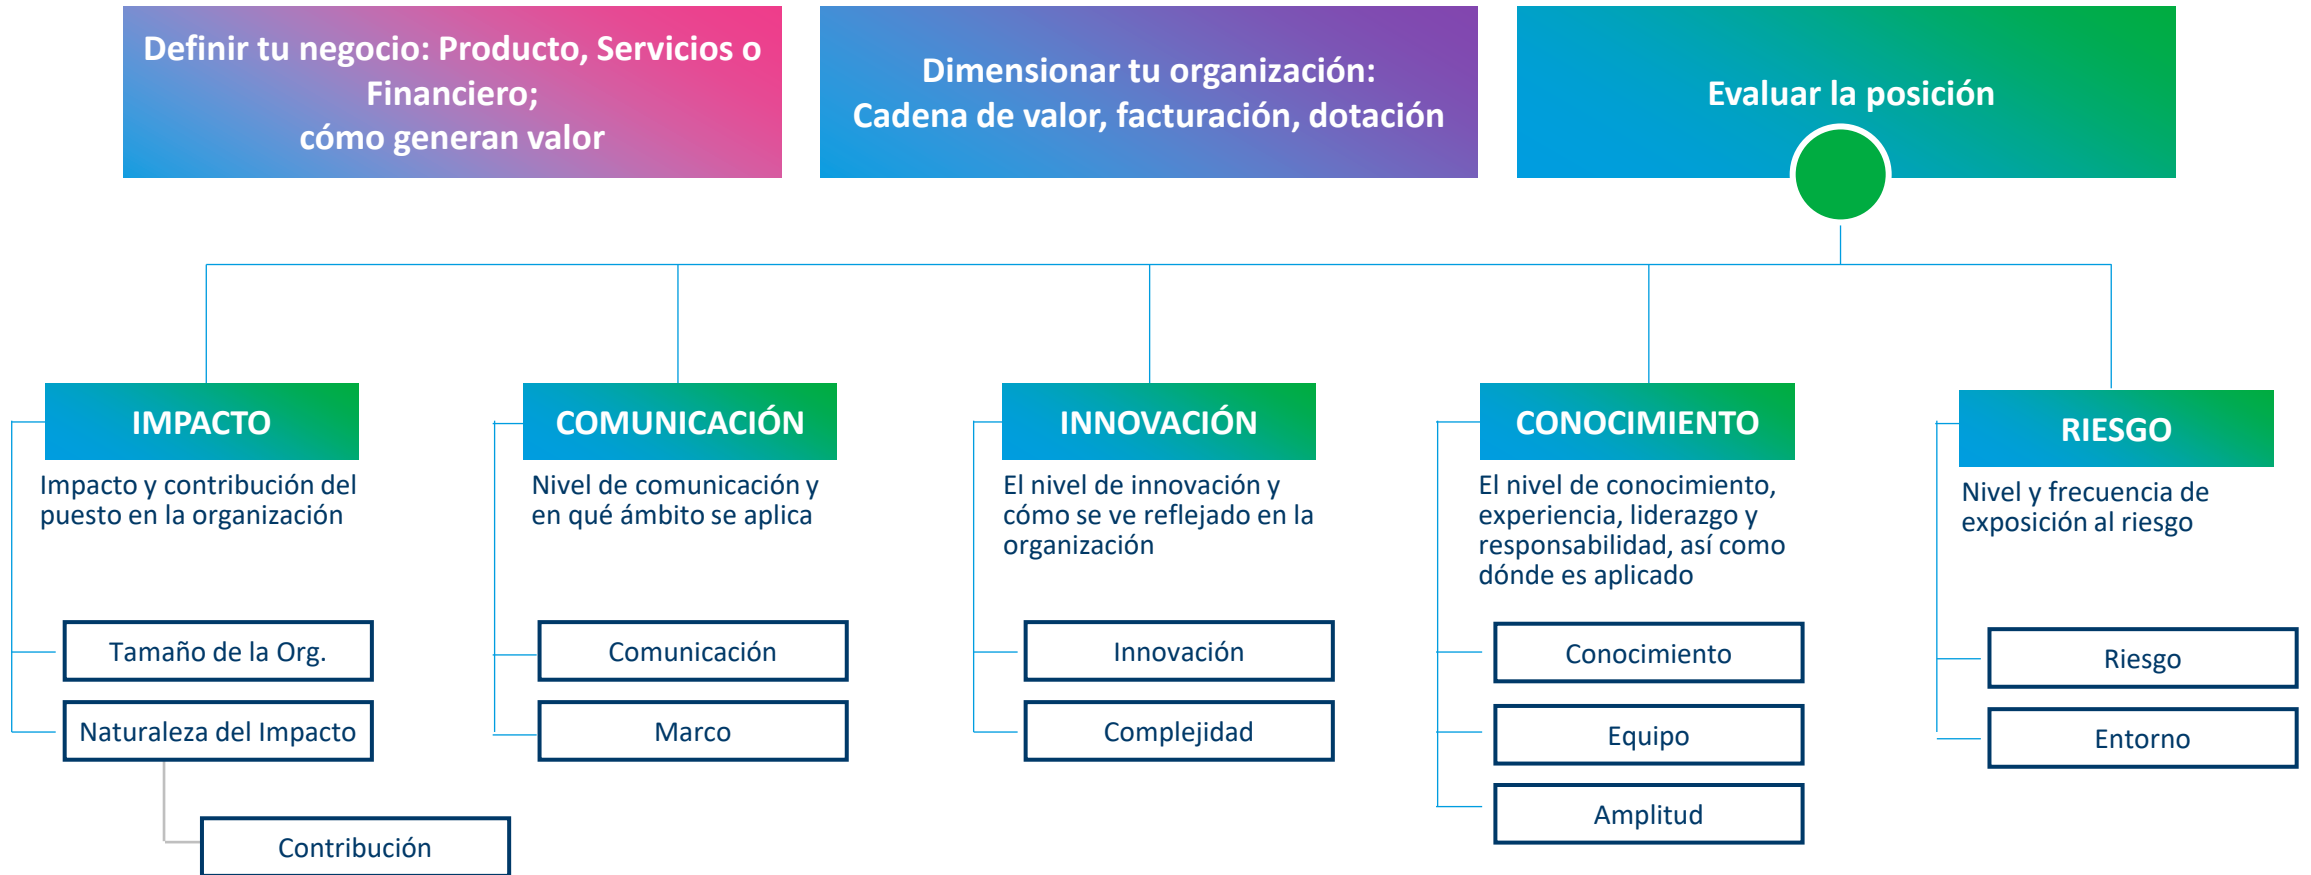 Definir tu negocio: Producto, Servicios o
Financiero;
cómo generan valor
Dimensionar tu organización:
Cadena de valor, facturación, dotación
Evaluar la posición
IMPACTO
Impacto y contribución del
puesto en la organización
Tamaño de la Org.
Naturaleza del Impacto
Contribución
COMUNICACIÓN
Nivel de comunicación y
en qué ámbito se aplica
Comunicación
Marco
INNOVACIÓN
El nivel de innovación y
cómo se ve reflejado en la
organización
Innovación
Complejidad
CONOCIMIENTO
El nivel de conocimiento,
experiencia, liderazgo y
responsabilidad, así como
dónde es aplicado
Conocimiento
Equipo
Amplitud
RIESGO
Nivel y frecuencia de
exposición al riesgo
Riesgo
Entorno